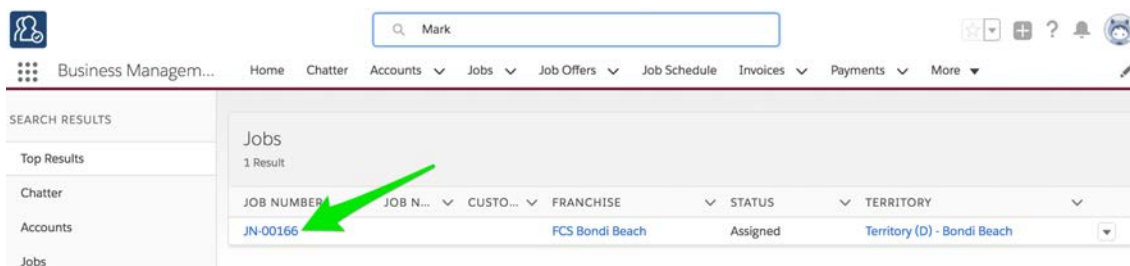 Mark
Business Managem... Home Chatter Accounts Jobs Job Offers Job Schedule Invoices Payments More
SEARCH RESULTS
Top Results
Chatter
Accounts
Jobs
Jobs
1 Result
JOB NUMBER JOB N... CUSTO... FRANCHISE STATUS TERRITORY
JN-00166 FCS Bondi Beach Assigned Territory (D) - Bondi Beach